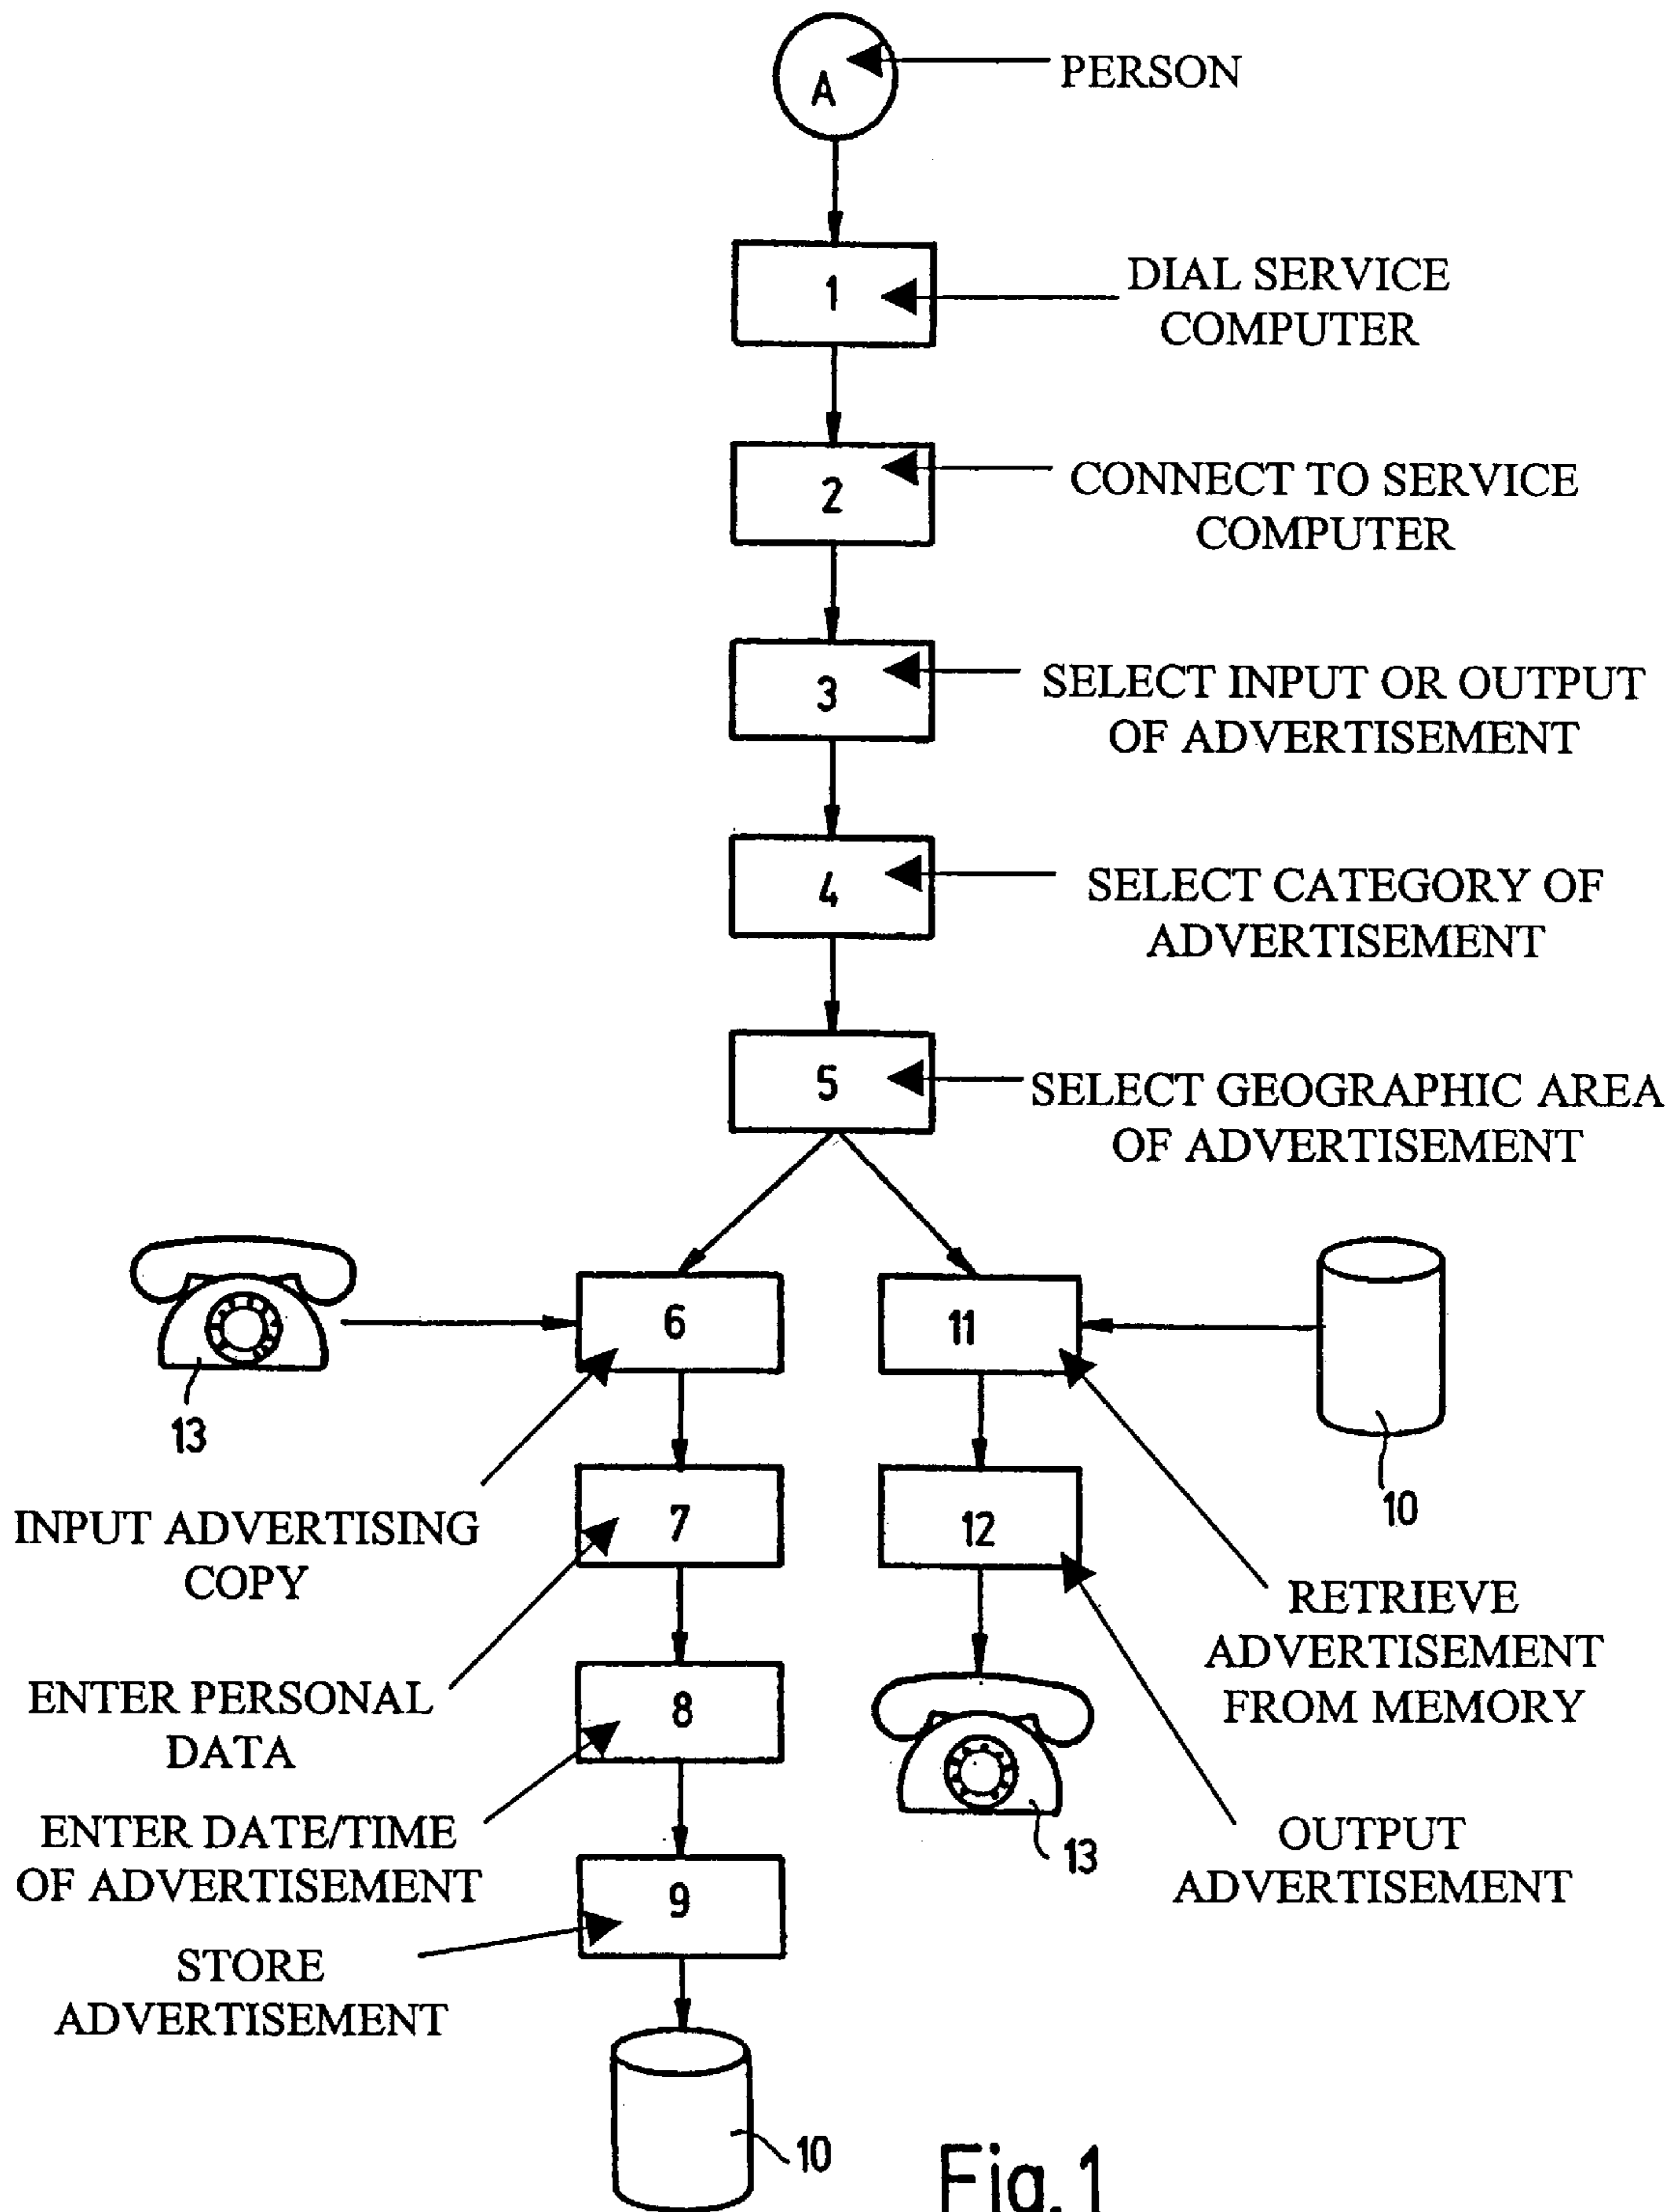 A
PERSON
1
DIAL SERVICE
COMPUTER
2
CONNECT TO SERVICE
COMPUTER
3
SELECT INPUT OR OUTPUT
OF ADVERTISEMENT
4
SELECT CATEGORY OF
ADVERTISEMENT
5
SELECT GEOGRAPHIC AREA
OF ADVERTISEMENT
6
11
13
10
INPUT ADVERTISING
COPY
7
12
RETRIEVE
ADVERTISEMENT
FROM MEMORY
ENTER PERSONAL
DATA
8
13
ENTER DATE/TIME
OF ADVERTISEMENT
OUTPUT
ADVERTISEMENT
9
STORE
ADVERTISEMENT
10
Fig.1